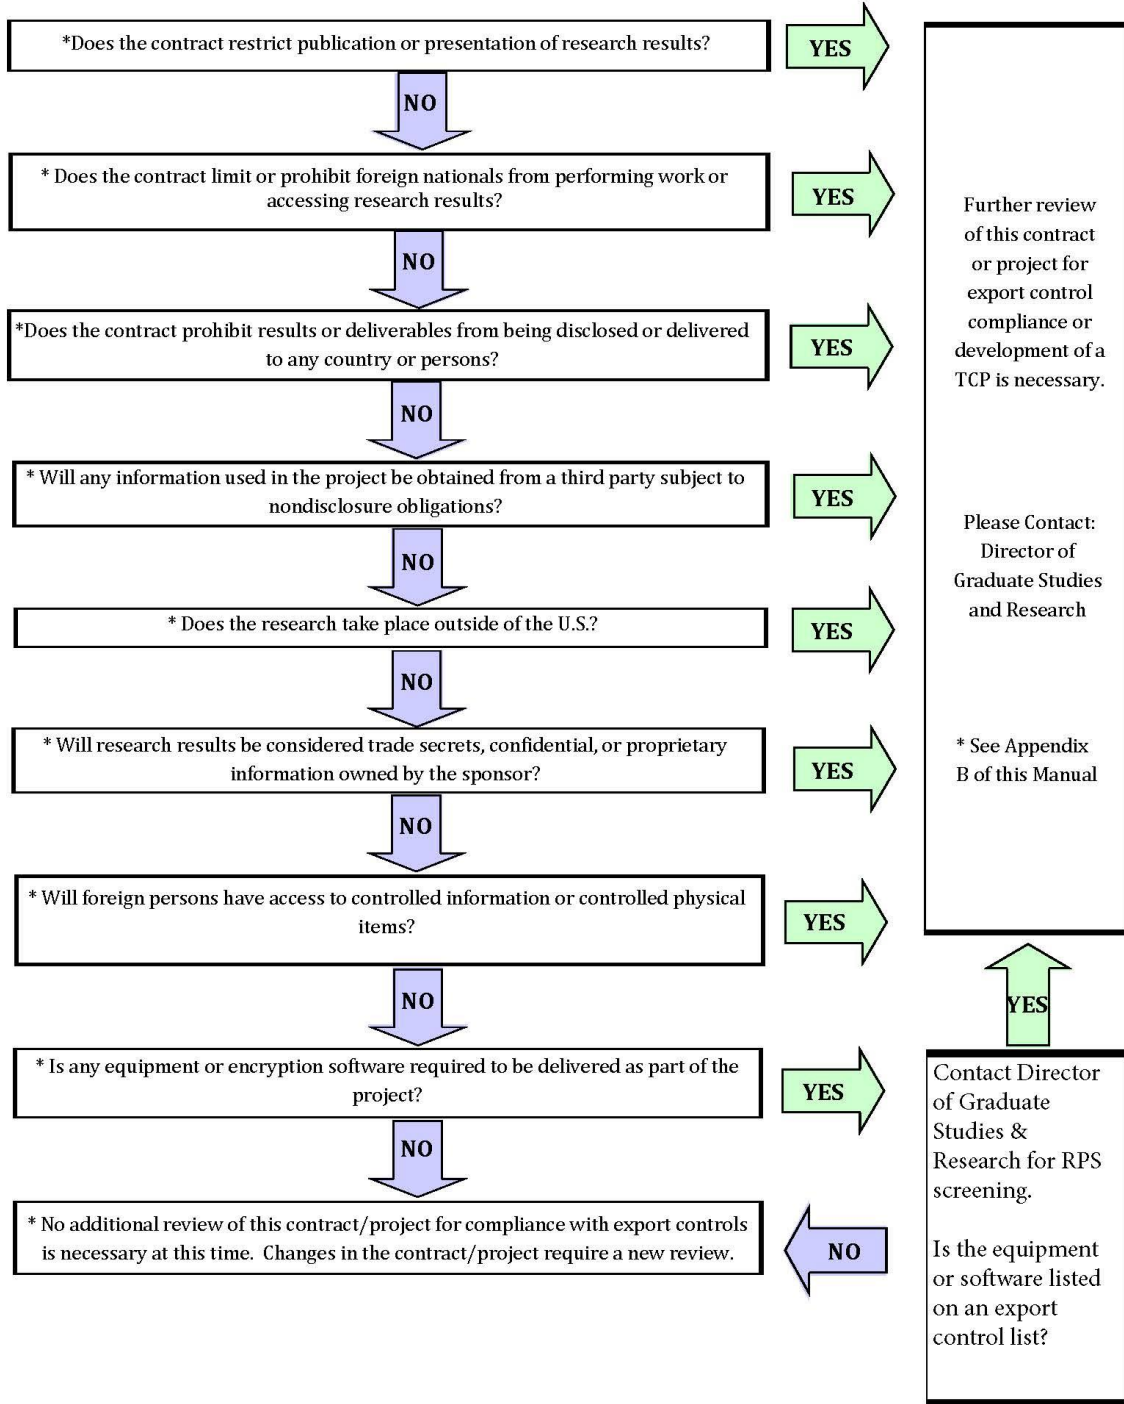 *Does the contract restrict publication or presentation of research results?
YES
NO
* Does the contract limit or prohibit foreign nationals from performing work or
accessing research results?
YES
NO
*Does the contract prohibit results or deliverables from being disclosed or delivered
to any country or persons?
YES
NO
* Will any information used in the project be obtained from a third party subject to
nondisclosure obligations?
YES
NO
* Does the research take place outside of the U.S.?
YES
NO
* Will research results be considered trade secrets, confidential, or proprietary
information owned by the sponsor?
YES
NO
* Will foreign persons have access to controlled information or controlled physical
items?
YES
NO
* Is any equipment or encryption software required to be delivered as part of the
project?
YES
NO
* No additional review of this contract/project for compliance with export controls
is necessary at this time.  Changes in the contract/project require a new review.
NO
Further review
of this contract
or project for
export control
compliance or
development of a
TCP is necessary.
Please Contact:
Director of
Graduate Studies
and Research
* See Appendix
B of this Manual
YES
Contact Director
of Graduate
Studies &
Research for RPS
screening.
Is the equipment
or software listed
on an export
control list?